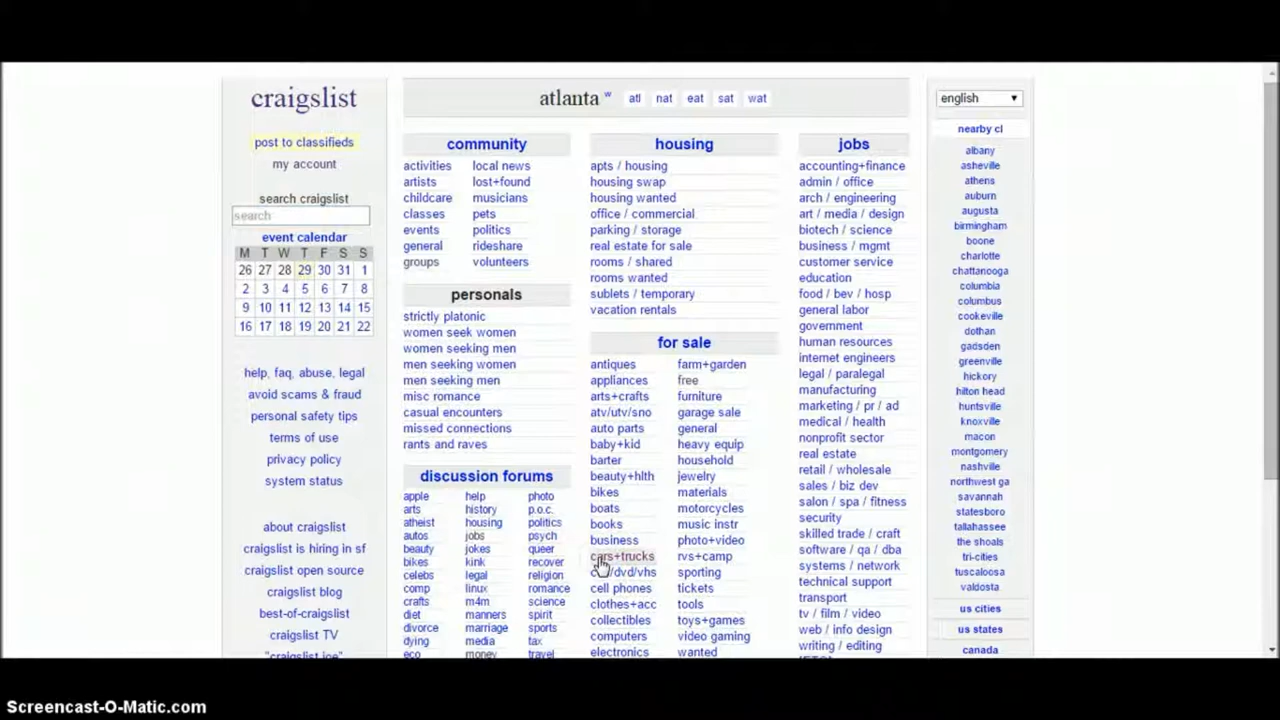 craigslist
post to classifieds
my account
search craigslist
search
event calendar
M T W T F S S
26 27 28 29 30 31 1
2 3 4 5 6 7 8
9 10 11 12 13 14 15
16 17 18 19 20 21 22
help, faq, abuse, legal
avoid scams & fraud
personal safety tips
terms of use
privacy policy
system status
about craigslist
craigslist is hiring in sf
craigslist open source
craigslist blog
best-of-craigslist
craigslist TV
"craigslist joe"
atlanta w atl nat eat sat wat
community
activities local news
artists lost+found
childcare musicians
classes pets
events politics
general rideshare
groups volunteers
personals
strictly platonic
women seek women
women seeking men
men seeking women
men seeking men
misc romance
casual encounters
missed connections
rants and raves
discussion forums
apple help photo
arts history p.o.c.
atheist housing politics
autos jobs psych
beauty jokes queer
bikes kink recover
celebs legal religion
comp linux romance
crafts m4m science
diet manners spirit
divorce marriage sports
dying media tax
eco money travel
housing
apts / housing
housing swap
housing wanted
office / commercial
parking / storage
real estate for sale
rooms / shared
rooms wanted
sublets / temporary
vacation rentals
for sale
antiques farm+garden
appliances free
arts+crafts furniture
atv/utv/sno garage sale
auto parts general
baby+kid heavy equip
barter household
beauty+hlth jewelry
bikes materials
boats motorcycles
books music instr
business photo+video
cars+trucks rvs+camp
/dvd/vhs sporting
cell phones tickets
clothes+acc tools
collectibles toys+games
computers video gaming
electronics wanted
jobs
accounting+finance
admin / office
arch / engineering
art / media / design
biotech / science
business / mgmt
customer service
education
food / bev / hosp
general labor
government
human resources
internet engineers
legal / paralegal
manufacturing
marketing / pr / ad
medical / health
nonprofit sector
real estate
retail / wholesale
sales / biz dev
salon / spa / fitness
security
skilled trade / craft
software / qa / dba
systems / network
technical support
transport
tv / film / video
web / info design
writing / editing
english
nearby cl
albany
asheville
athens
auburn
augusta
birmingham
boone
charlotte
chattanooga
columbia
columbus
cookeville
dothan
gadsden
greenville
hickory
hilton head
huntsville
knoxville
macon
montgomery
nashville
northwest ga
savannah
statesboro
tallahassee
the shoals
tri-cities
tuscaloosa
valdosta
us cities
us states
canada
Screencast-O-Matic.com